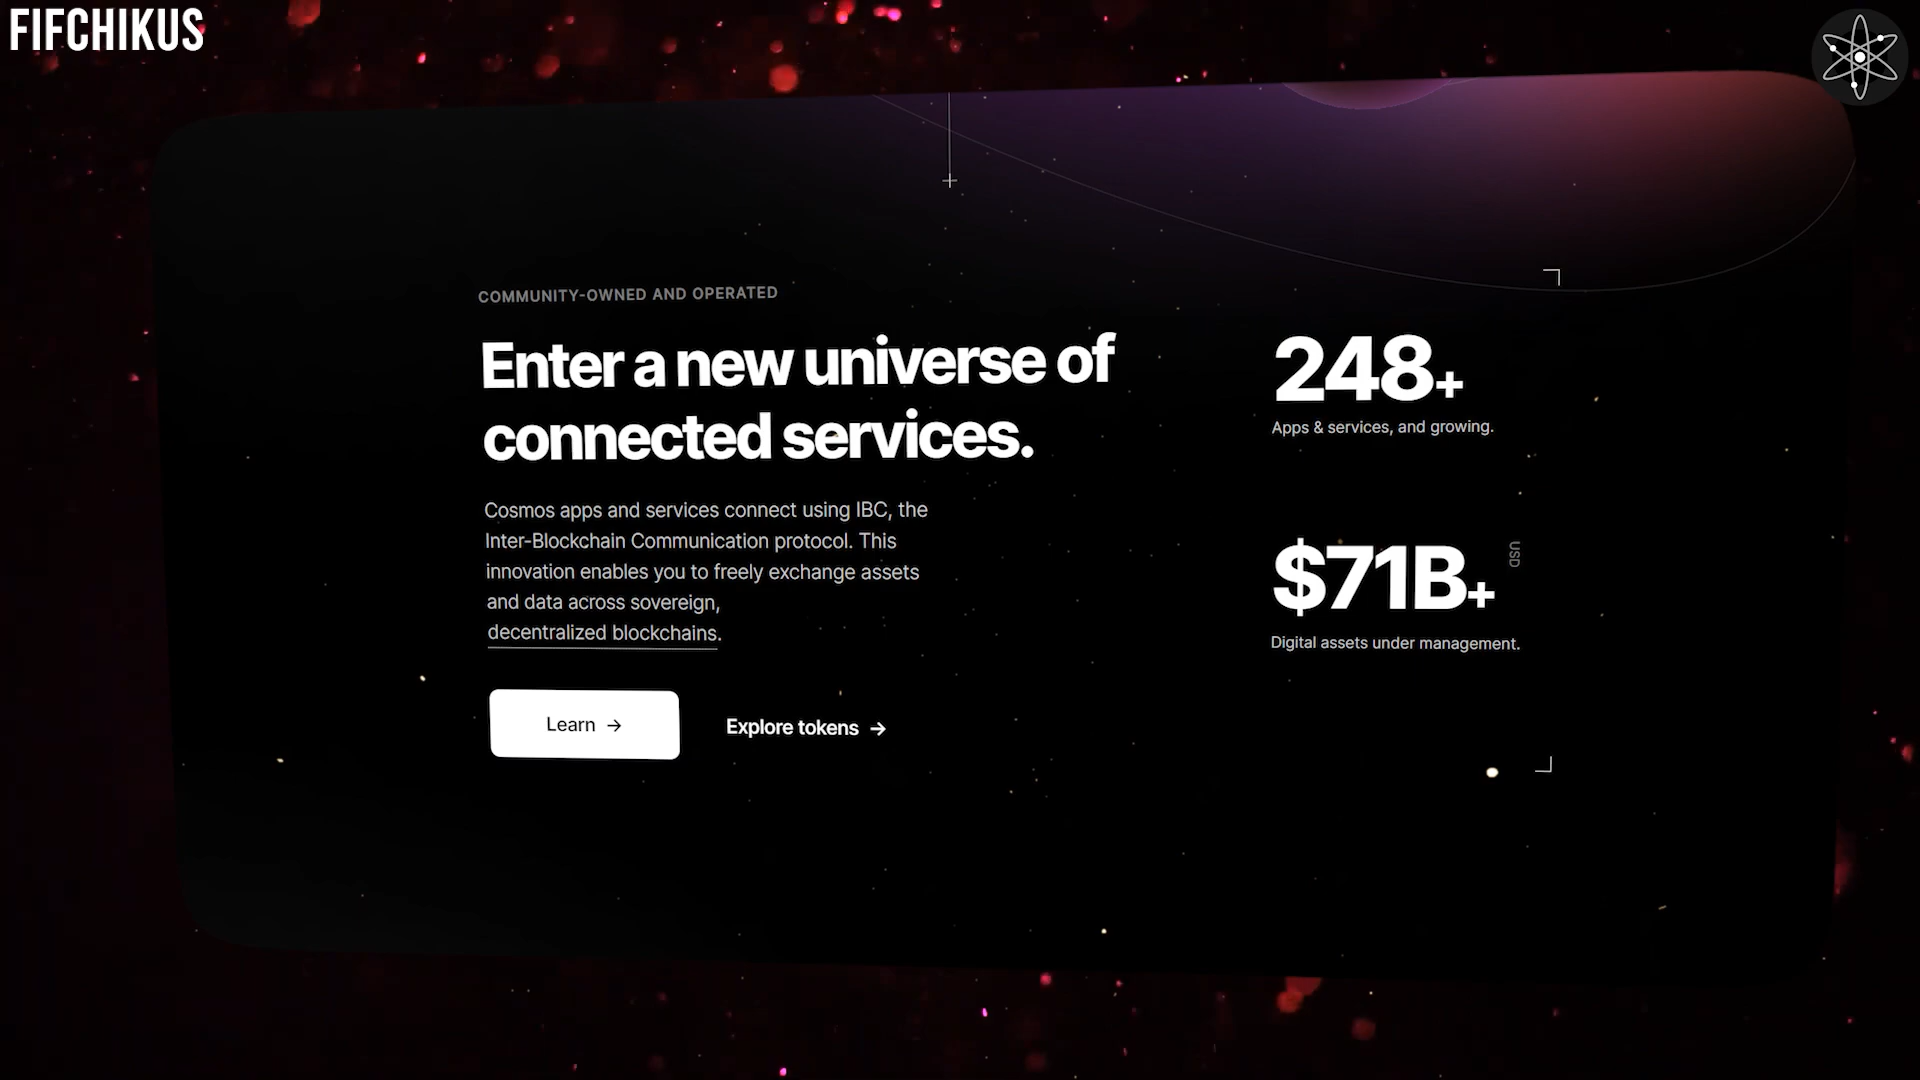 FIFCHIKUS
COMMUNITY-OWNED AND OPERATED
Enter a new universe of
connected services.
Cosmos apps and services connect using IBC, the
Inter-Blockchain Communication protocol. This
innovation enables you to freely exchange assets
and data across sovereign,
decentralized blockchains.
Learn →
Explore tokens →
248+
Apps & services, and growing.
$71B+
USD
Digital assets under management.